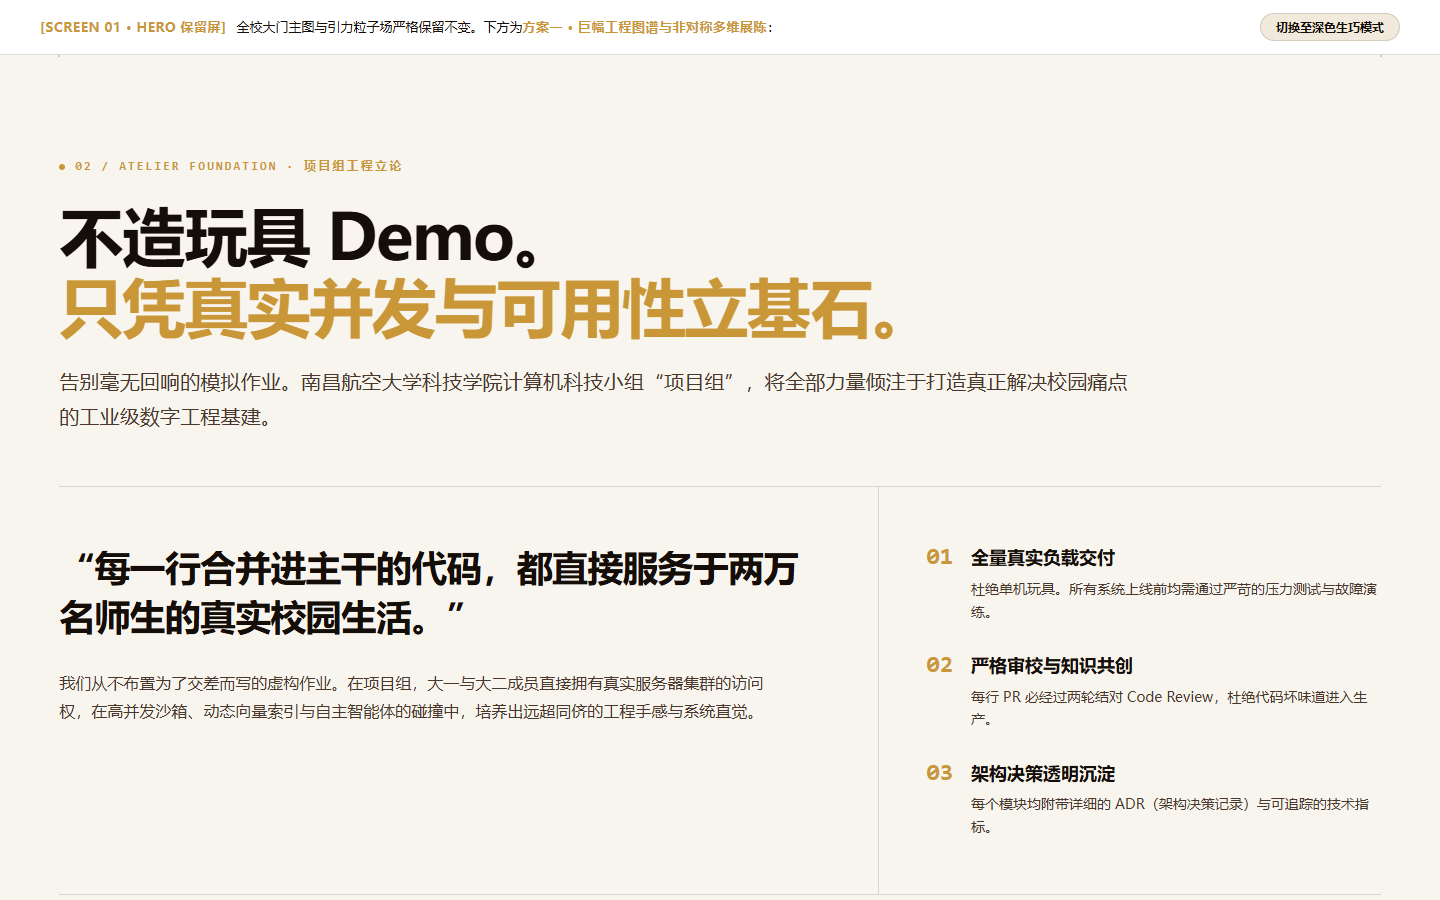 [SCREEN 01 • HERO 保留屏] 全校大门主图与引力粒子场严格保留不变。下方为方案一 • 巨幅工程图谱与非对称多维展陈：
切换至深色生巧模式
02 / ATELIER FOUNDATION · 项目组工程立论
不造玩具 Demo。
只凭真实并发与可用性立基石。
告别毫无回响的模拟作业。南昌航空大学科技学院计算机科技小组“项目组”，将全部力量倾注于打造真正解决校园痛点
的工业级数字工程基建。
“每一行合并进主干的代码，都直接服务于两万
名师生的真实校园生活。”
我们从不布置为了交差而写的虚构作业。在项目组，大一与大二成员直接拥有真实服务器集群的访问
权，在高并发沙箱、动态向量索引与自主智能体的碰撞中，培养出远超同侪的工程手感与系统直觉。
01 全量真实负载交付
杜绝单机玩具。所有系统上线前均需通过严苛的压力测试与故障演
练。
02 严格审校与知识共创
每行 PR 必经过两轮结对 Code Review，杜绝代码坏味道进入生
产。
03 架构决策透明沉淀
每个模块均附带详细的 ADR（架构决策记录）与可追踪的技术指
标。